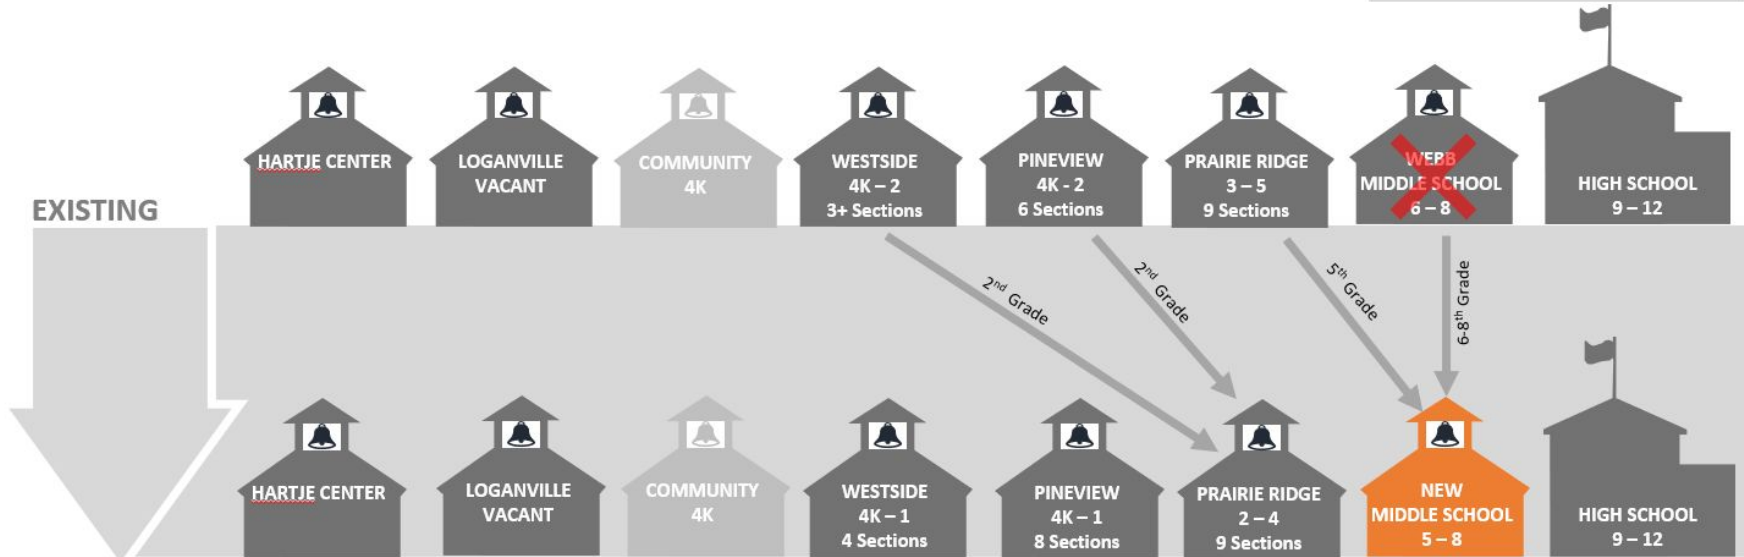 HARTJE CENTER
LOGANVILLE
VACANT
COMMUNITY
4K
WESTSIDE
4K – 2
3+ Sections
PINEVIEW
4K - 2
6 Sections
PRAIRIE RIDGE
3 – 5
9 Sections
WEBB
MIDDLE SCHOOL
6 – 8
HIGH SCHOOL
9 – 12
EXISTING
2nd Grade
2nd Grade
5th Grade
6-8th Grade
HARTJE CENTER
LOGANVILLE
VACANT
COMMUNITY
4K
WESTSIDE
4K – 1
4 Sections
PINEVIEW
4K – 1
8 Sections
PRAIRIE RIDGE
2 – 4
9 Sections
NEW
MIDDLE SCHOOL
5 – 8
HIGH SCHOOL
9 – 12